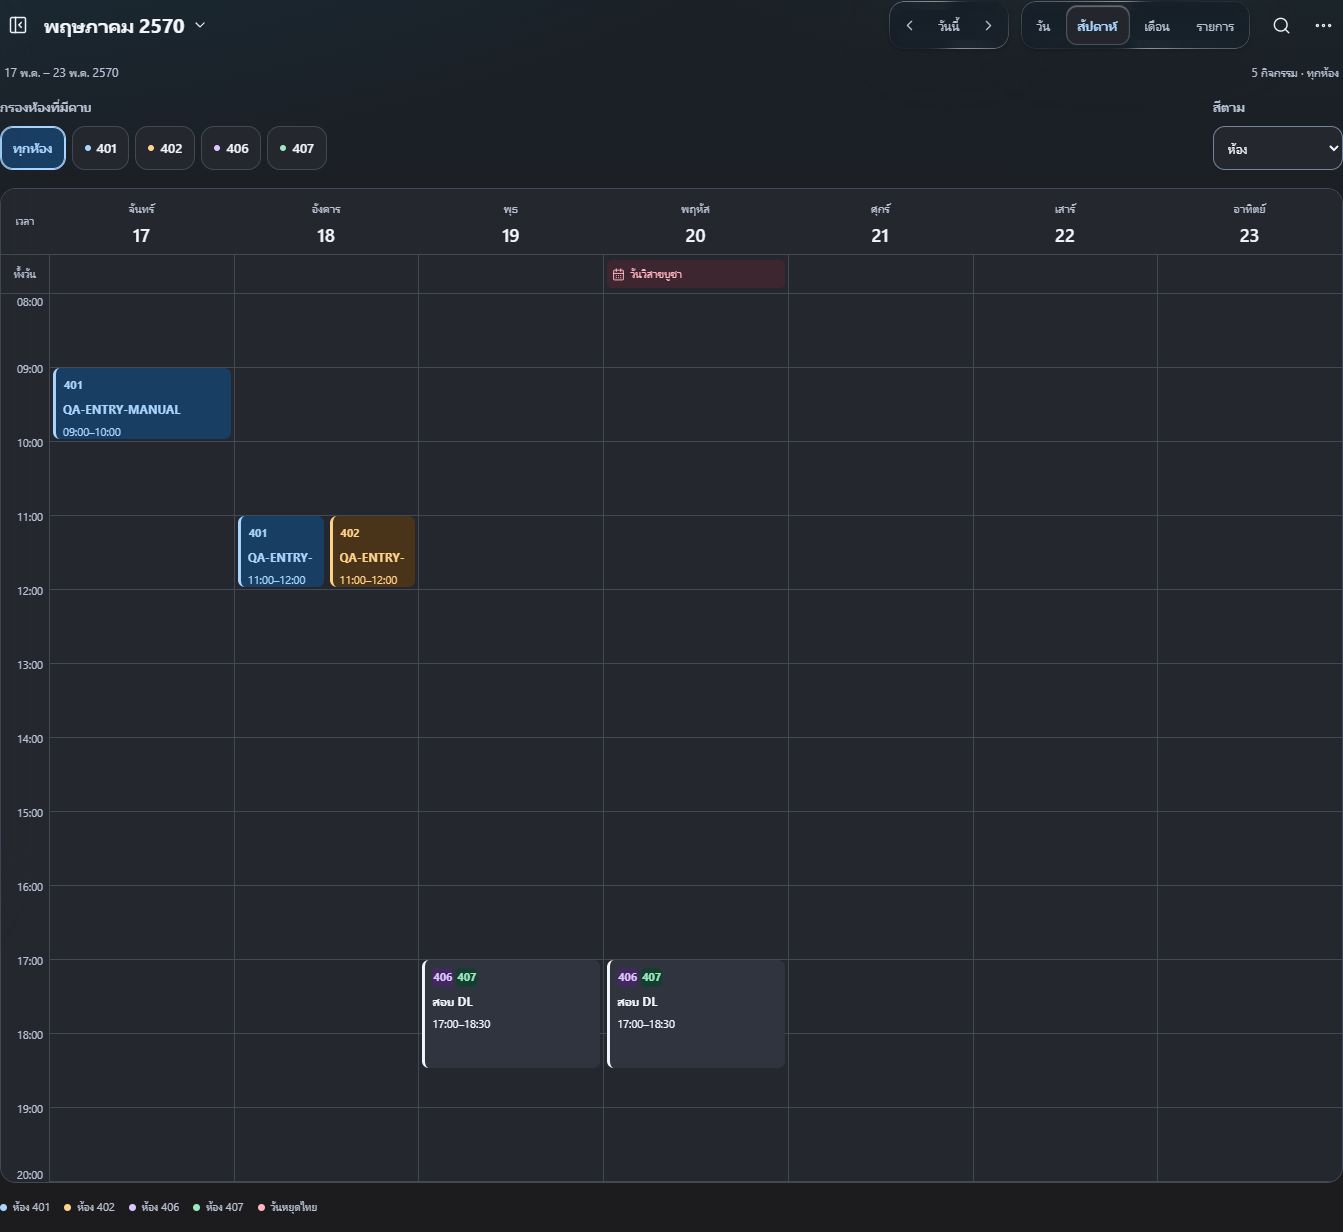 พฤษภาคม 2570
วันนี้
วัน สัปดาห์ เดือน รายการ
17 พ.ค. – 23 พ.ค. 2570
5 กิจกรรม · ทุกห้อง
กรองห้องที่มีคาบ
สีตาม
ทุกห้อง 401 402 406 407
ห้อง
เวลา
จันทร์ อังคาร พุธ พฤหัส ศุกร์ เสาร์ อาทิตย์
17 18 19 20 21 22 23
ทั้งวัน
วันวิสาขบูชา
08:00
09:00
401
QA-ENTRY-MANUAL
09:00–10:00
10:00
11:00
401
QA-ENTRY-
11:00–12:00
402
QA-ENTRY-
11:00–12:00
12:00
13:00
14:00
15:00
16:00
17:00
406 407
สอบ DL
17:00–18:30
406 407
สอบ DL
17:00–18:30
18:00
19:00
20:00
ห้อง 401 ห้อง 402 ห้อง 406 ห้อง 407 วันหยุดไทย